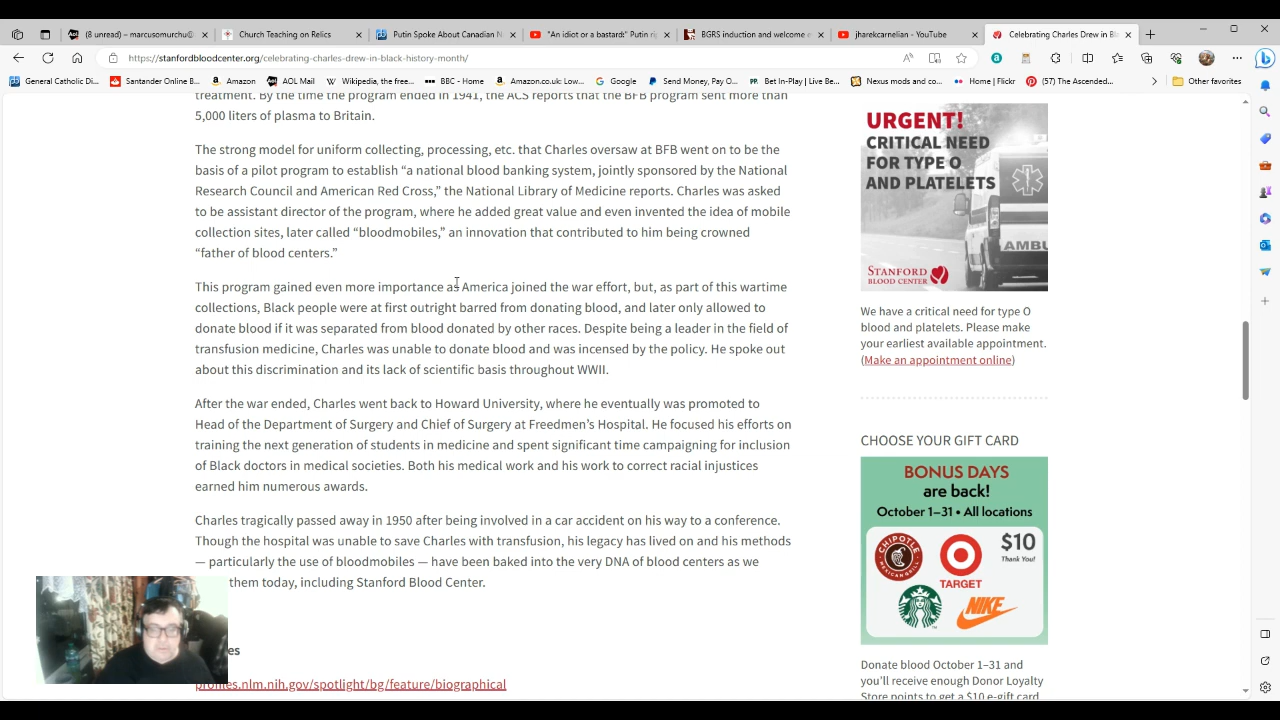 (8 unread) - marcusomurchu@
Church Teaching on Relics
Putin Spoke About Canadian N
"An idiot or a bastard!" Putin ri
BGRS induction and welcome e
jharekcarnelian - YouTube
Celebrating Charles Drew in Bla
https://stanfordbloodcenter.org/celebrating-charles-drew-in-black-history-month/
General Catholic Di...
Santander Online B...
Amazon
AOL Mail
Wikipedia, the free...
BBC - Home
Amazon.co.uk: Low...
Google
Send Money, Pay O...
Bet In-Play | Live Be...
Nexus mods and co...
Home | Flickr
(57) The Ascended...
Other favorites
treatment. By the time the program ended in 1941, the ACS reports that the BFB program sent more than
5,000 liters of plasma to Britain.
The strong model for uniform collecting, processing, etc. that Charles oversaw at BFB went on to be the
basis of a pilot program to establish “a national blood banking system, jointly sponsored by the National
Research Council and American Red Cross,” the National Library of Medicine reports. Charles was asked
to be assistant director of the program, where he added great value and even invented the idea of mobile
collection sites, later called “bloodmobiles,” an innovation that contributed to him being crowned
“father of blood centers.”
This program gained even more importance as America joined the war effort, but, as part of this wartime
collections, Black people were at first outright barred from donating blood, and later only allowed to
donate blood if it was separated from blood donated by other races. Despite being a leader in the field of
transfusion medicine, Charles was unable to donate blood and was incensed by the policy. He spoke out
about this discrimination and its lack of scientific basis throughout WWII.
After the war ended, Charles went back to Howard University, where he eventually was promoted to
Head of the Department of Surgery and Chief of Surgery at Freedmen’s Hospital. He focused his efforts on
training the next generation of students in medicine and spent significant time campaigning for inclusion
of Black doctors in medical societies. Both his medical work and his work to correct racial injustices
earned him numerous awards.
Charles tragically passed away in 1950 after being involved in a car accident on his way to a conference.
Though the hospital was unable to save Charles with transfusion, his legacy has lived on and his methods
— particularly the use of bloodmobiles — have been baked into the very DNA of blood centers as we
them today, including Stanford Blood Center.
es
profiles.nlm.nih.gov/spotlight/bg/feature/biographical
URGENT!
CRITICAL NEED
FOR TYPE O
AND PLATELETS
AMBU
STANFORD
BLOOD CENTER
We have a critical need for type O
blood and platelets. Please make
your earliest available appointment.
(Make an appointment online)
CHOOSE YOUR GIFT CARD
BONUS DAYS
are back!
October 1–31 • All locations
CHIPOTLE
MEXICAN GRILL
TARGET
$10
Thank You!
NIKE
Donate blood October 1–31 and
you’ll receive enough Donor Loyalty
Store points to get a $10 e-gift card